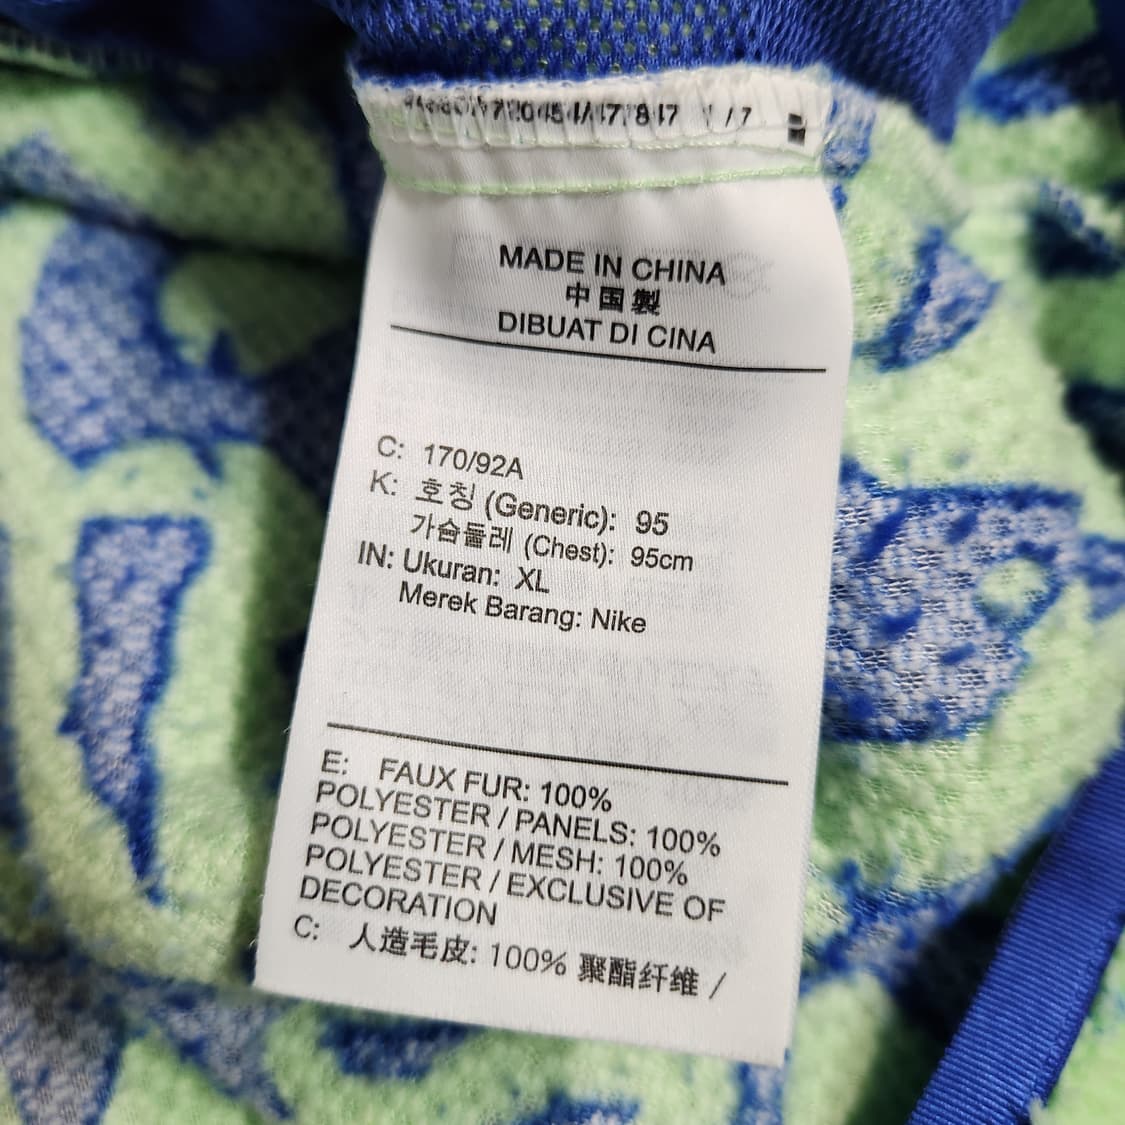 MADE IN CHINA
中国製
DIBUAT DI CINA
C: 170/92A
K: 호칭 (Generic): 95
가슴둘레 (Chest): 95cm
IN: Ukuran: XL
Merek Barang: Nike
E: FAUX FUR: 100%
POLYESTER / PANELS: 100%
POLYESTER / MESH: 100%
POLYESTER / EXCLUSIVE OF
DECORATION
C: 人造毛皮: 100% 聚酯纤维 /